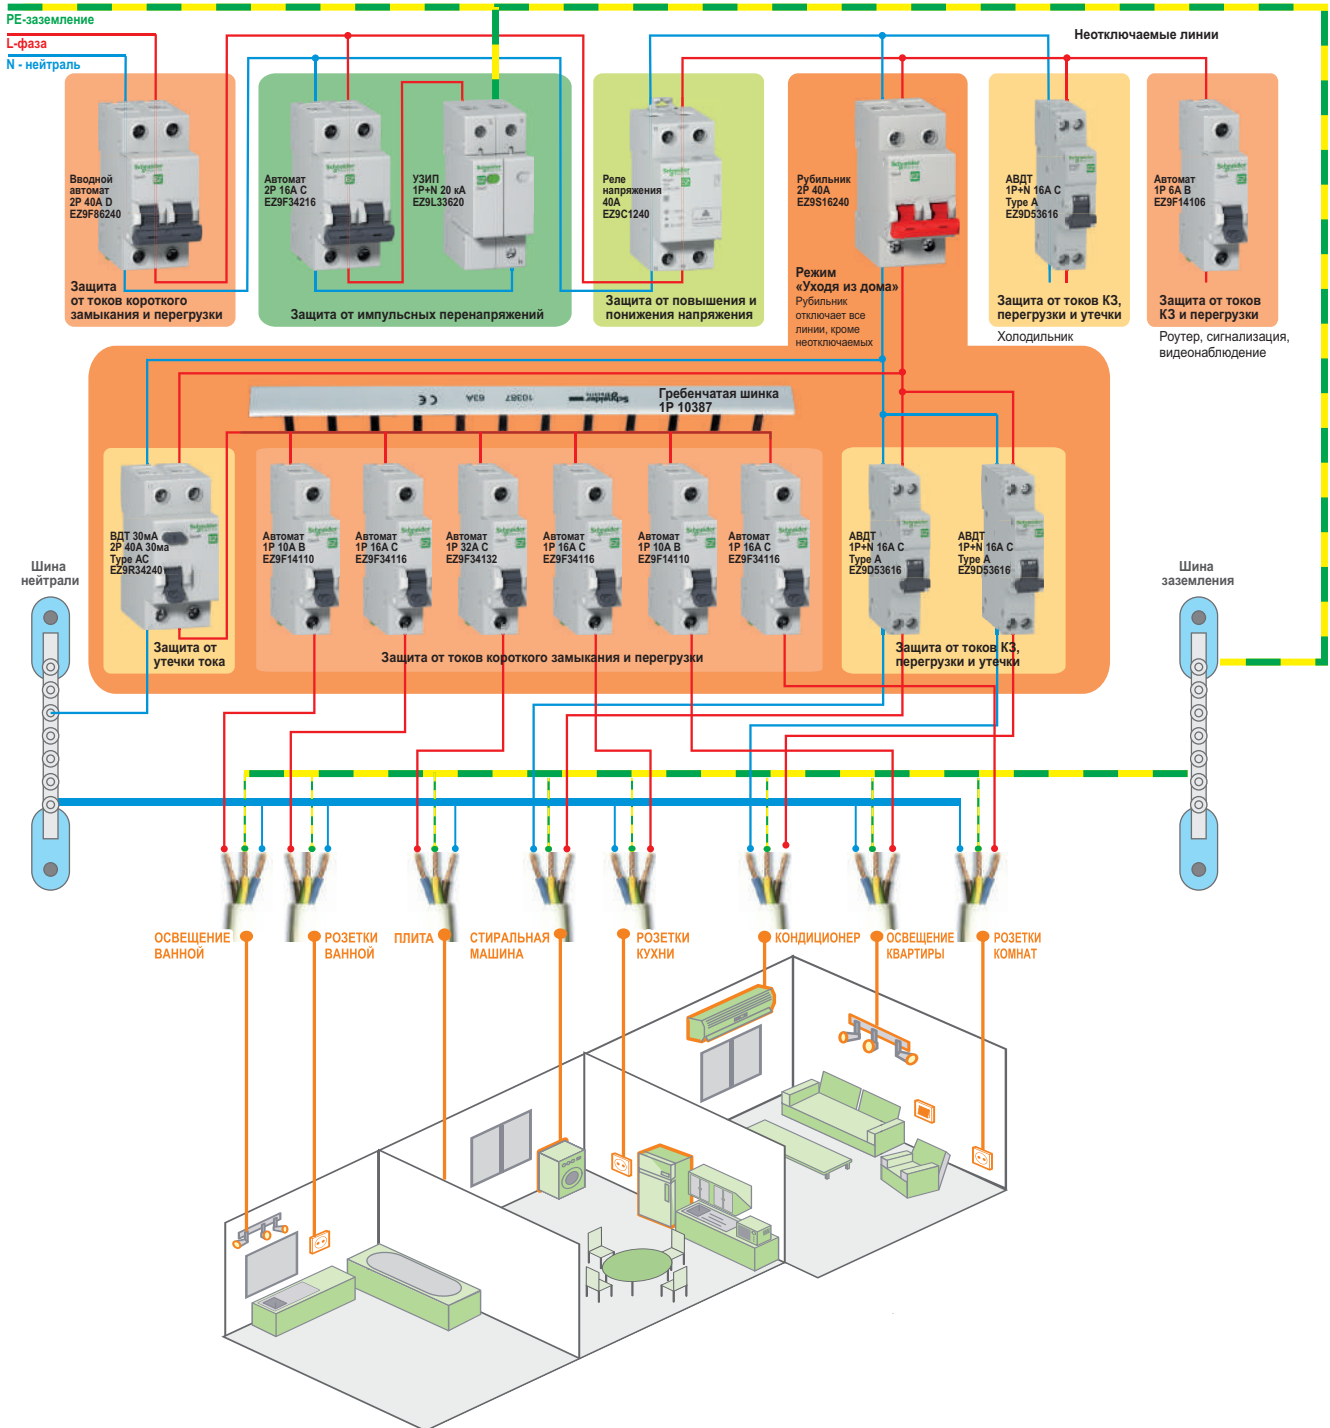 PE-заземление
L-фаза
N - нейтраль
Неотключаемые линии
Вводной
автомат
2P 40A D
EZ9F86240
Защита
от токов короткого
замыкания и перегрузки
Автомат
2P 16A C
EZ9F34216
УЗИП
1P+N 20 кА
EZ9L33620
Защита от импульсных перенапряжений
Реле
напряжения
40A
EZ9C1240
Защита от повышения и
понижения напряжения
Рубильник
2P 40A
EZ9S16240
Режим
«Уходя из дома»
Рубильник
отключает все
линии, кроме
неотключаемых
АВДТ
1P+N 16A C
Type A
EZ9D53616
Защита от токов КЗ,
перегрузки и утечки
Холодильник
Автомат
1P 6A B
EZ9F14106
Защита от токов
КЗ и перегрузки
Роутер, сигнализация,
видеонаблюдение
Гребенчатая шинка
1P 10387
Schneider
10387
63A
CE
ВДТ 30мА
2P 40A 30ма
Type AC
EZ9R34240
Защита от
утечки тока
Автомат
1P 10A B
EZ9F14110
Автомат
1P 16A C
EZ9F34116
Автомат
1P 32A C
EZ9F34132
Автомат
1P 16A C
EZ9F34116
Автомат
1P 10A B
EZ9F14110
Автомат
1P 16A C
EZ9F34116
Защита от токов короткого замыкания и перегрузки
АВДТ
1P+N 16A C
Type A
EZ9D53616
АВДТ
1P+N 16A C
Type A
EZ9D53616
Защита от токов КЗ,
перегрузки и утечки
Шина
нейтрали
Шина
заземления
ОСВЕЩЕНИЕ
ВАННОЙ
РОЗЕТКИ
ВАННОЙ
ПЛИТА
СТИРАЛЬНАЯ
МАШИНА
РОЗЕТКИ
КУХНИ
КОНДИЦИОНЕР
ОСВЕЩЕНИЕ
КВАРТИРЫ
РОЗЕТКИ
КОМНАТ